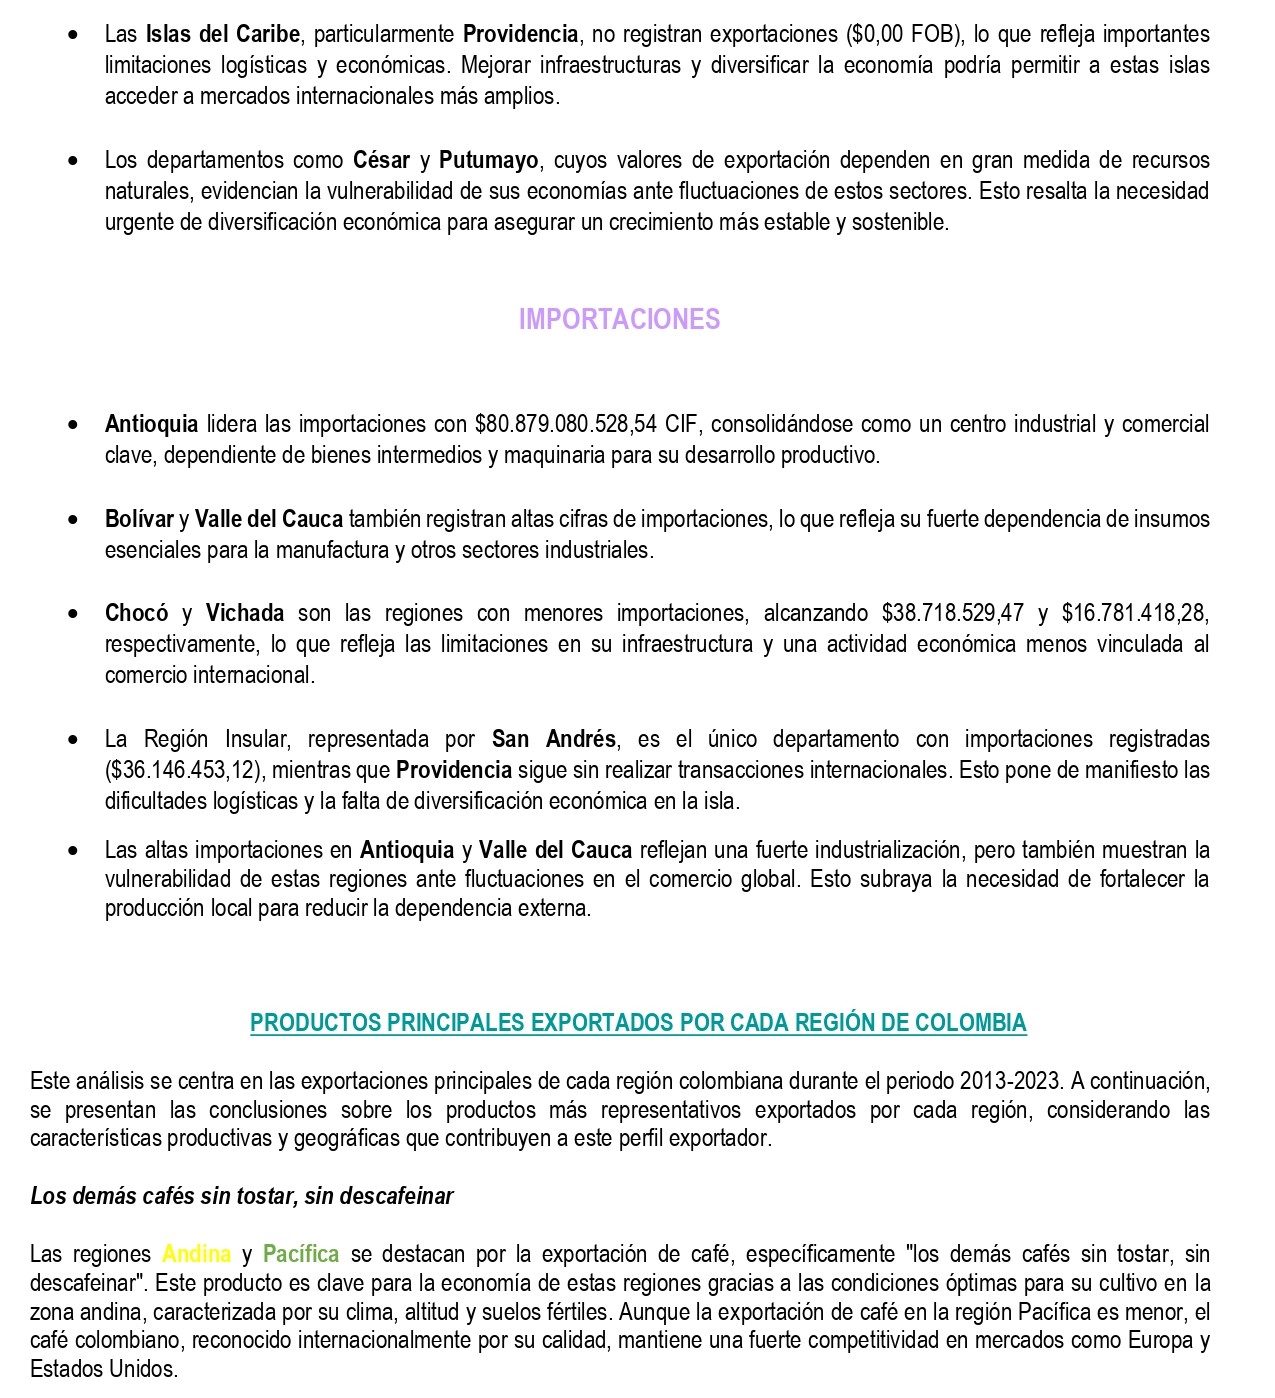 • Las Islas del Caribe, particularmente Providencia, no registran exportaciones ($0,00 FOB), lo que refleja importantes
limitaciones logísticas y económicas. Mejorar infraestructuras y diversificar la economía podría permitir a estas islas
acceder a mercados internacionales más amplios.
• Los departamentos como César y Putumayo, cuyos valores de exportación dependen en gran medida de recursos
naturales, evidencian la vulnerabilidad de sus economías ante fluctuaciones de estos sectores. Esto resalta la necesidad
urgente de diversificación económica para asegurar un crecimiento más estable y sostenible.
IMPORTACIONES
• Antioquia lidera las importaciones con $80.879.080.528,54 CIF, consolidándose como un centro industrial y comercial
clave, dependiente de bienes intermedios y maquinaria para su desarrollo productivo.
• Bolívar y Valle del Cauca también registran altas cifras de importaciones, lo que refleja su fuerte dependencia de insumos
esenciales para la manufactura y otros sectores industriales.
• Chocó y Vichada son las regiones con menores importaciones, alcanzando $38.718.529,47 y $16.781.418,28,
respectivamente, lo que refleja las limitaciones en su infraestructura y una actividad económica menos vinculada al
comercio internacional.
• La Región Insular, representada por San Andrés, es el único departamento con importaciones registradas
($36.146.453,12), mientras que Providencia sigue sin realizar transacciones internacionales. Esto pone de manifiesto las
dificultades logísticas y la falta de diversificación económica en la isla.
• Las altas importaciones en Antioquia y Valle del Cauca reflejan una fuerte industrialización, pero también muestran la
vulnerabilidad de estas regiones ante fluctuaciones en el comercio global. Esto subraya la necesidad de fortalecer la
producción local para reducir la dependencia externa.
PRODUCTOS PRINCIPALES EXPORTADOS POR CADA REGIÓN DE COLOMBIA
Este análisis se centra en las exportaciones principales de cada región colombiana durante el periodo 2013-2023. A continuación,
se presentan las conclusiones sobre los productos más representativos exportados por cada región, considerando las
características productivas y geográficas que contribuyen a este perfil exportador.
Los demás cafés sin tostar, sin descafeinar
Las regiones Andina y Pacífica se destacan por la exportación de café, específicamente "los demás cafés sin tostar, sin
descafeinar". Este producto es clave para la economía de estas regiones gracias a las condiciones óptimas para su cultivo en la
zona andina, caracterizada por su clima, altitud y suelos fértiles. Aunque la exportación de café en la región Pacífica es menor, el
café colombiano, reconocido internacionalmente por su calidad, mantiene una fuerte competitividad en mercados como Europa y
Estados Unidos.